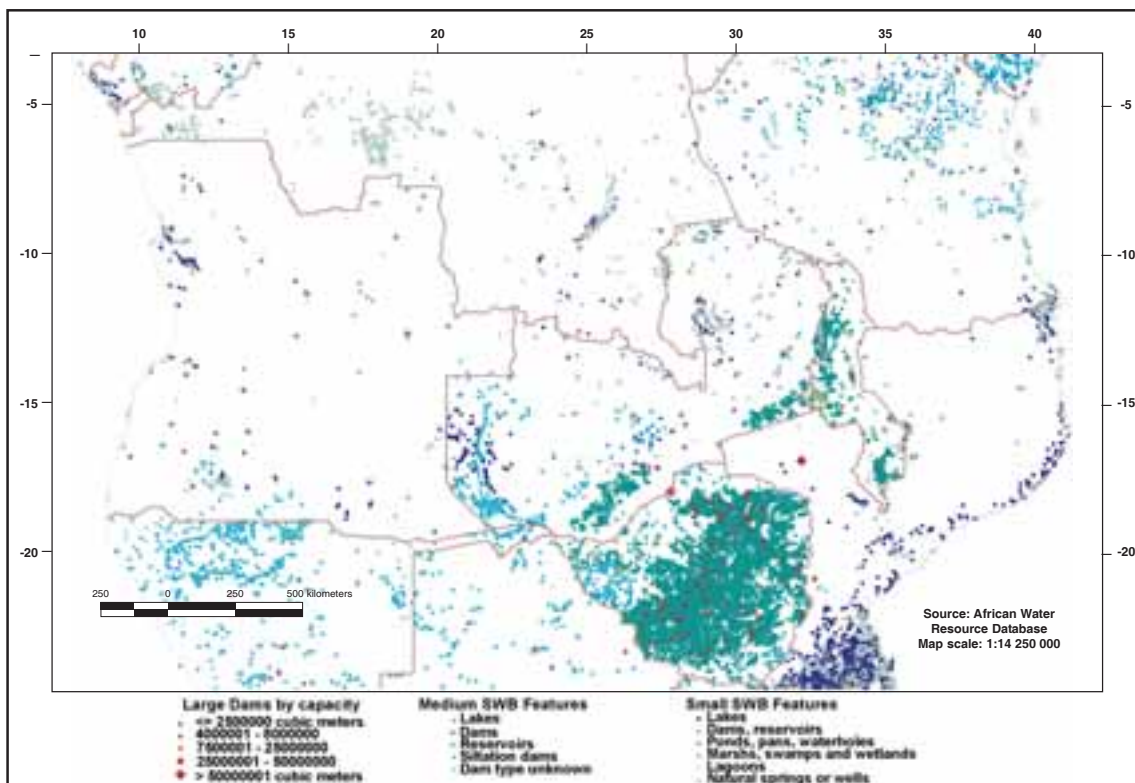 10 15 20 25 30 35 40
-5 -5
-10 -10
-15 -15
-20 -20
250 0 250 500 kilometers
Source: African Water
Resource Database
Map scale: 1:14 250 000
Large Dams by capacity
<= 2500000 cubic meters
4000001 - 8000000
7500001 - 25000000
25000001 - 50000000
> 50000001 cubic meters
Medium SWB Features
Lakes
Dams
Reservoirs
Siltation dams
Dam type unknown
Small SWB Features
Lakes
Dams, reservoirs
Ponds, pans, waterholes
Marshs, swamps and wetlands
Lagoons
Natural springs or wells